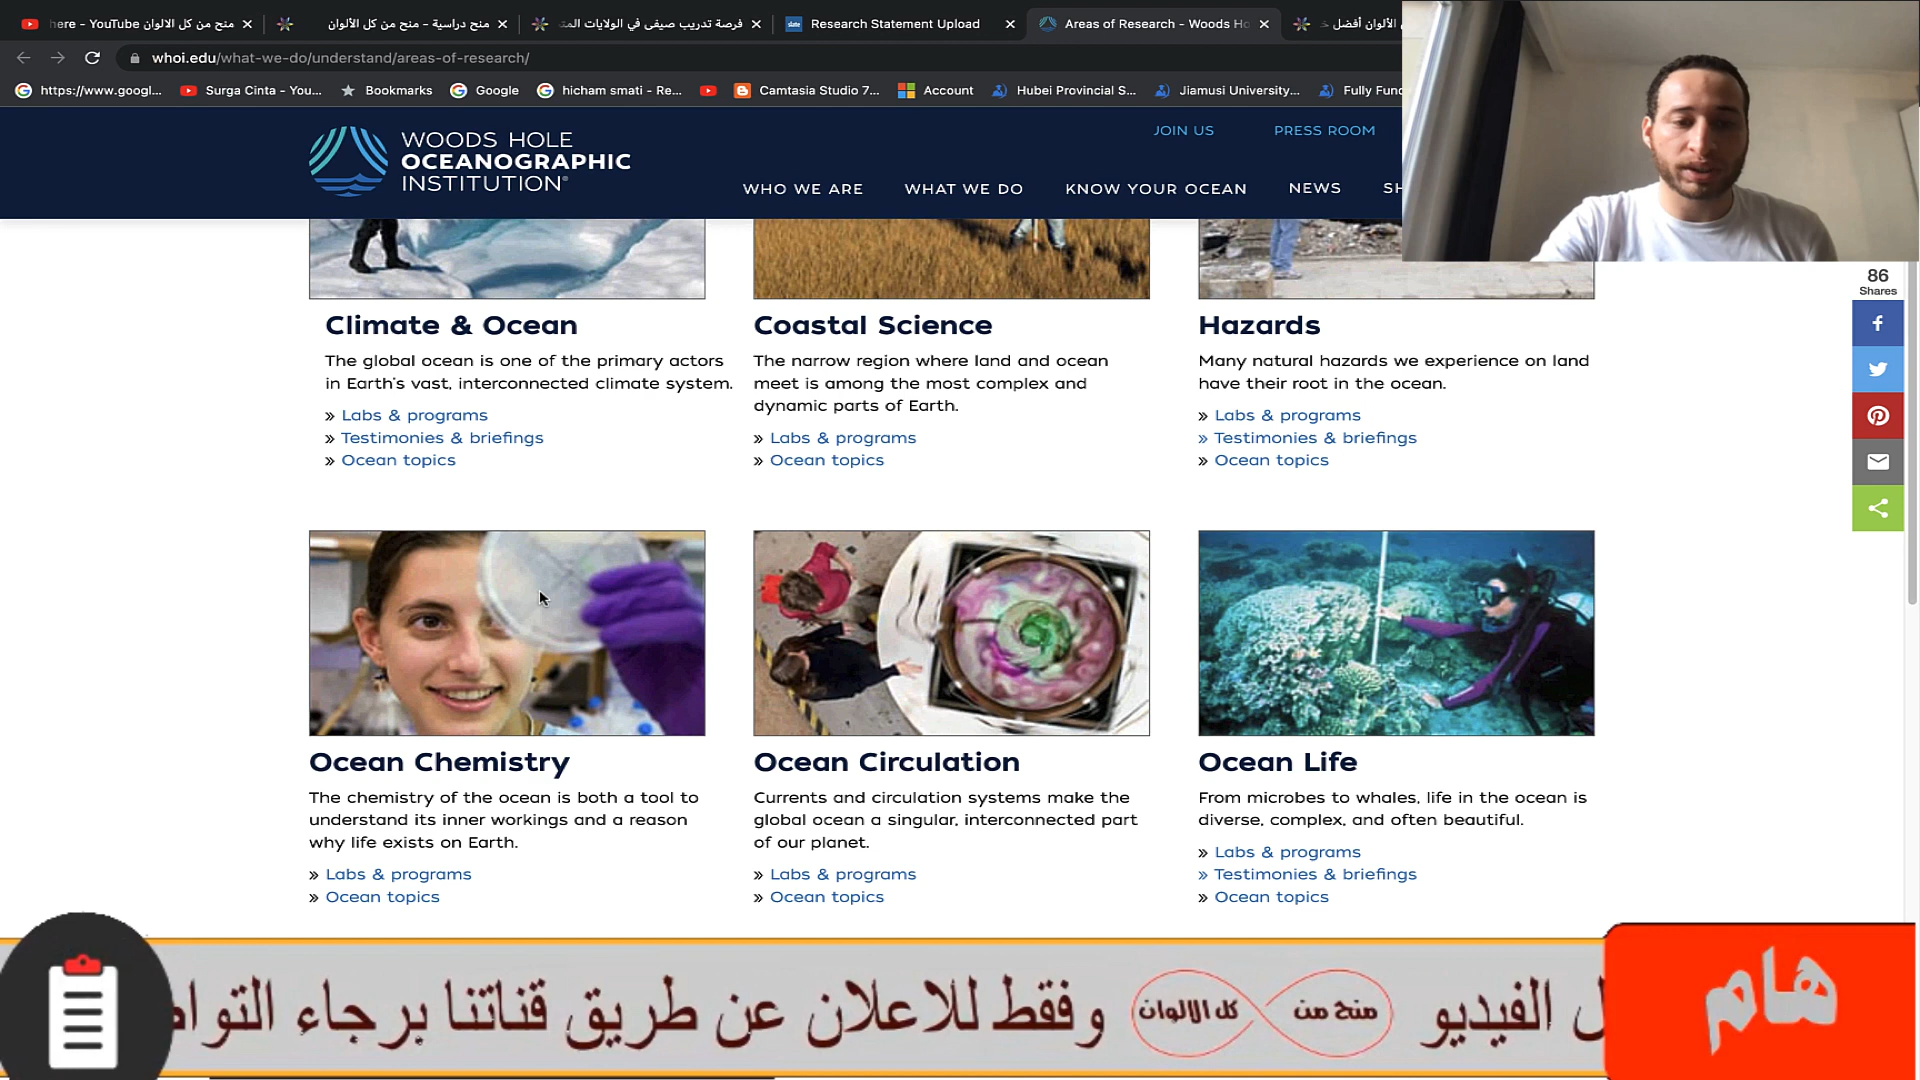 منح من كل الالوان here - YouTube
منح دراسية - منح من كل الألوان
فرصة تدريب صيفي في الولايات المت
Research Statement Upload
Areas of Research - Woods Ho
الألوان أفضل
whoi.edu/what-we-do/understand/areas-of-research/
https://www.googl...
Surga Cinta - You...
Bookmarks
Google
hicham smati - Re...
Camtasia Studio 7...
Account
Hubei Provincial S...
Jiamusi University...
Fully Func
WOODS HOLE
OCEANOGRAPHIC
INSTITUTION®
JOIN US
PRESS ROOM
WHO WE ARE
WHAT WE DO
KNOW YOUR OCEAN
NEWS
SH
86
Shares
Climate & Ocean
The global ocean is one of the primary actors
in Earth's vast, interconnected climate system.
» Labs & programs
» Testimonies & briefings
» Ocean topics
Coastal Science
The narrow region where land and ocean
meet is among the most complex and
dynamic parts of Earth.
» Labs & programs
» Ocean topics
Hazards
Many natural hazards we experience on land
have their root in the ocean.
» Labs & programs
» Testimonies & briefings
» Ocean topics
Ocean Chemistry
The chemistry of the ocean is both a tool to
understand its inner workings and a reason
why life exists on Earth.
» Labs & programs
» Ocean topics
Ocean Circulation
Currents and circulation systems make the
global ocean a singular, interconnected part
of our planet.
» Labs & programs
» Ocean topics
Ocean Life
From microbes to whales, life in the ocean is
diverse, complex, and often beautiful.
» Labs & programs
» Testimonies & briefings
» Ocean topics
هام
ل الفيديو منح من كل الالوان وفقط للاعلان عن طريق قناتنا برجاء التوا